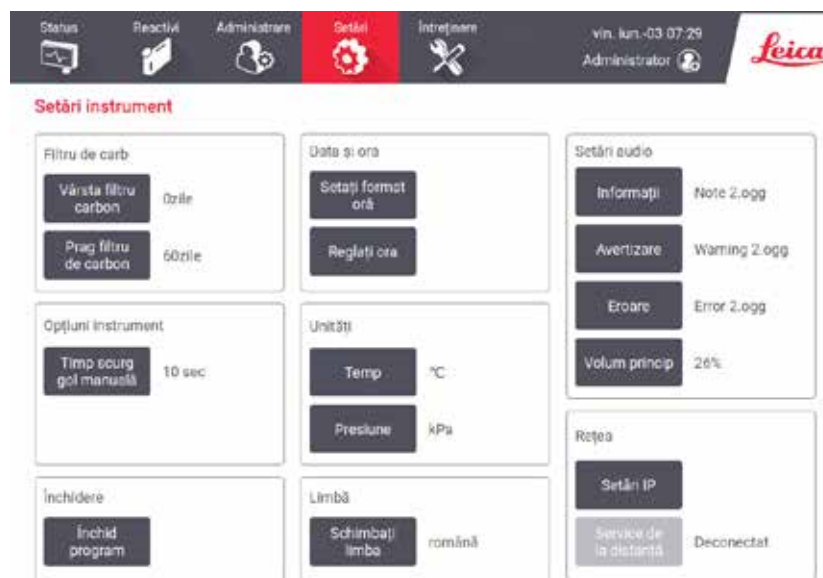 Status
Reactivi
Administrare
Setări
Întreținere
vin. iun.-03 07:29
Administrator
Leica
Setări instrument
Filtru de carb
Vârsta filtru
carbon
0zile
Prag filtru
de carbon
60zile
Data și ora
Setați format
oră
Reglați ora
Setări audio
Informații
Note 2.ogg
Avertizare
Warning 2.ogg
Eroare
Error 2.ogg
Volum princip
26%
Opțiuni instrument
Timp scurg
gol manuală
10 sec
Unități
Temp
°C
Presiune
kPa
Rețea
Setări IP
Service de
la distanță
Deconectat
Închidere
Închid
program
Limbă
Schimbați
limba
română